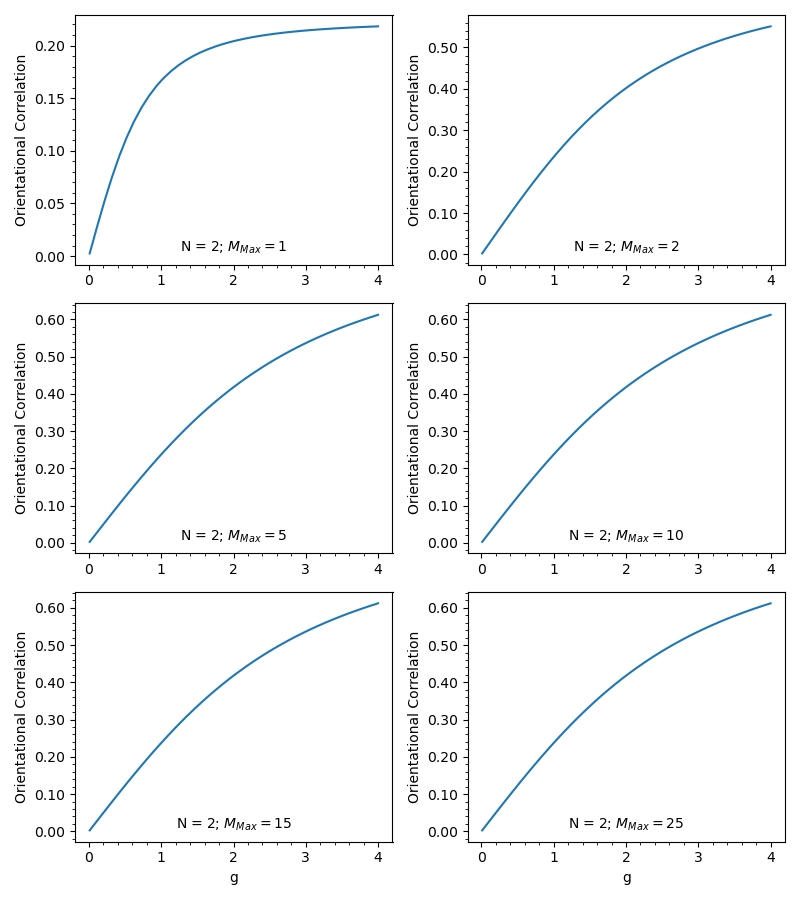 Orientational Correlation
0.20
0.15
0.10
0.05
0.00
N = 2; M_{Max} = 1
0 1 2 3 4
Orientational Correlation
0.50
0.40
0.30
0.20
0.10
0.00
N = 2; M_{Max} = 2
0 1 2 3 4
Orientational Correlation
0.60
0.50
0.40
0.30
0.20
0.10
0.00
N = 2; M_{Max} = 5
0 1 2 3 4
Orientational Correlation
0.60
0.50
0.40
0.30
0.20
0.10
0.00
N = 2; M_{Max} = 10
0 1 2 3 4
Orientational Correlation
0.60
0.50
0.40
0.30
0.20
0.10
0.00
N = 2; M_{Max} = 15
0 1 2 3 4
g
Orientational Correlation
0.60
0.50
0.40
0.30
0.20
0.10
0.00
N = 2; M_{Max} = 25
0 1 2 3 4
g